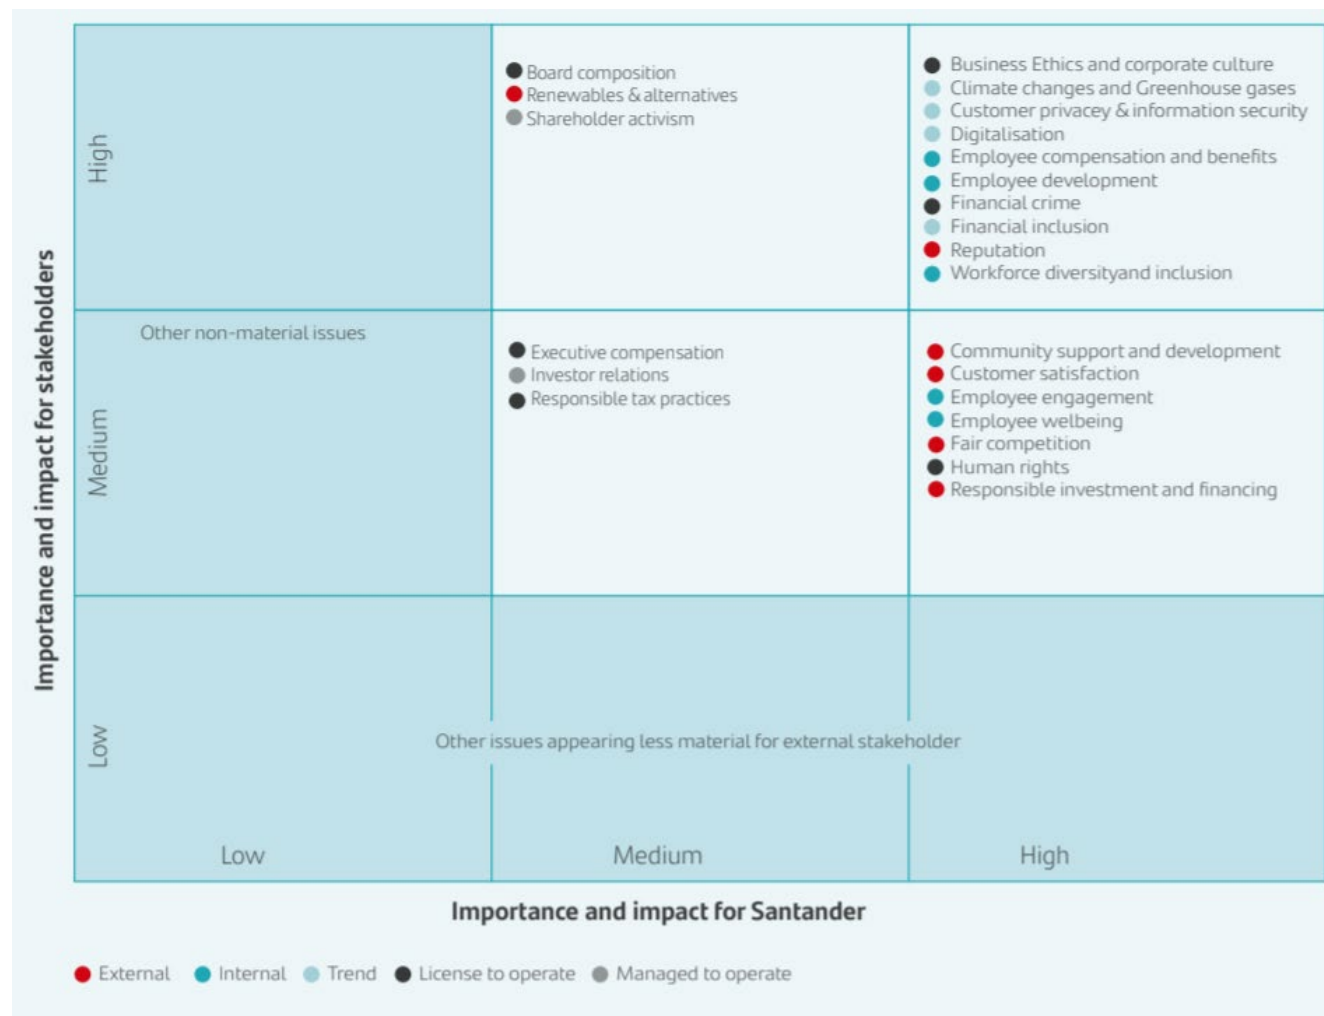 Board composition
Renewables & alternatives
Shareholder activism
Business Ethics and corporate culture
Climate changes and Greenhouse gases
Customer privacey & information security
Digitalisation
Employee compensation and benefits
Employee development
Financial crime
Financial inclusion
Reputation
Workforce diversityand inclusion
High
Other non-material issues
Executive compensation
Investor relations
Responsible tax practices
Community support and development
Customer satisfaction
Employee engagement
Employee welbeing
Fair competition
Human rights
Responsible investment and financing
Medium
Importance and impact for stakeholders
Low
Other issues appearing less material for external stakeholder
Low
Medium
High
Importance and impact for Santander
External
Internal
Trend
License to operate
Managed to operate